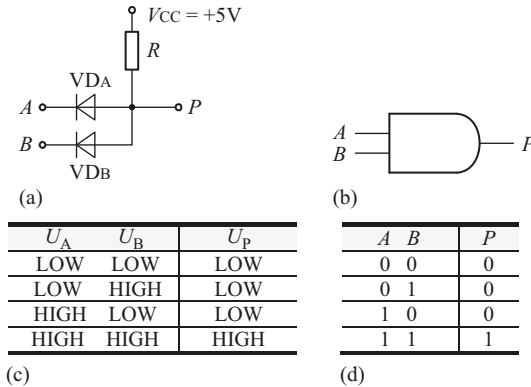 VCC = +5V
R
VDA
A P
B
VDB
A
B
P
(a) (b)
UA UB UP
LOW LOW LOW
LOW HIGH LOW
HIGH LOW LOW
HIGH HIGH HIGH
(c)
A B P
0 0 0
0 1 0
1 0 0
1 1 1
(d)